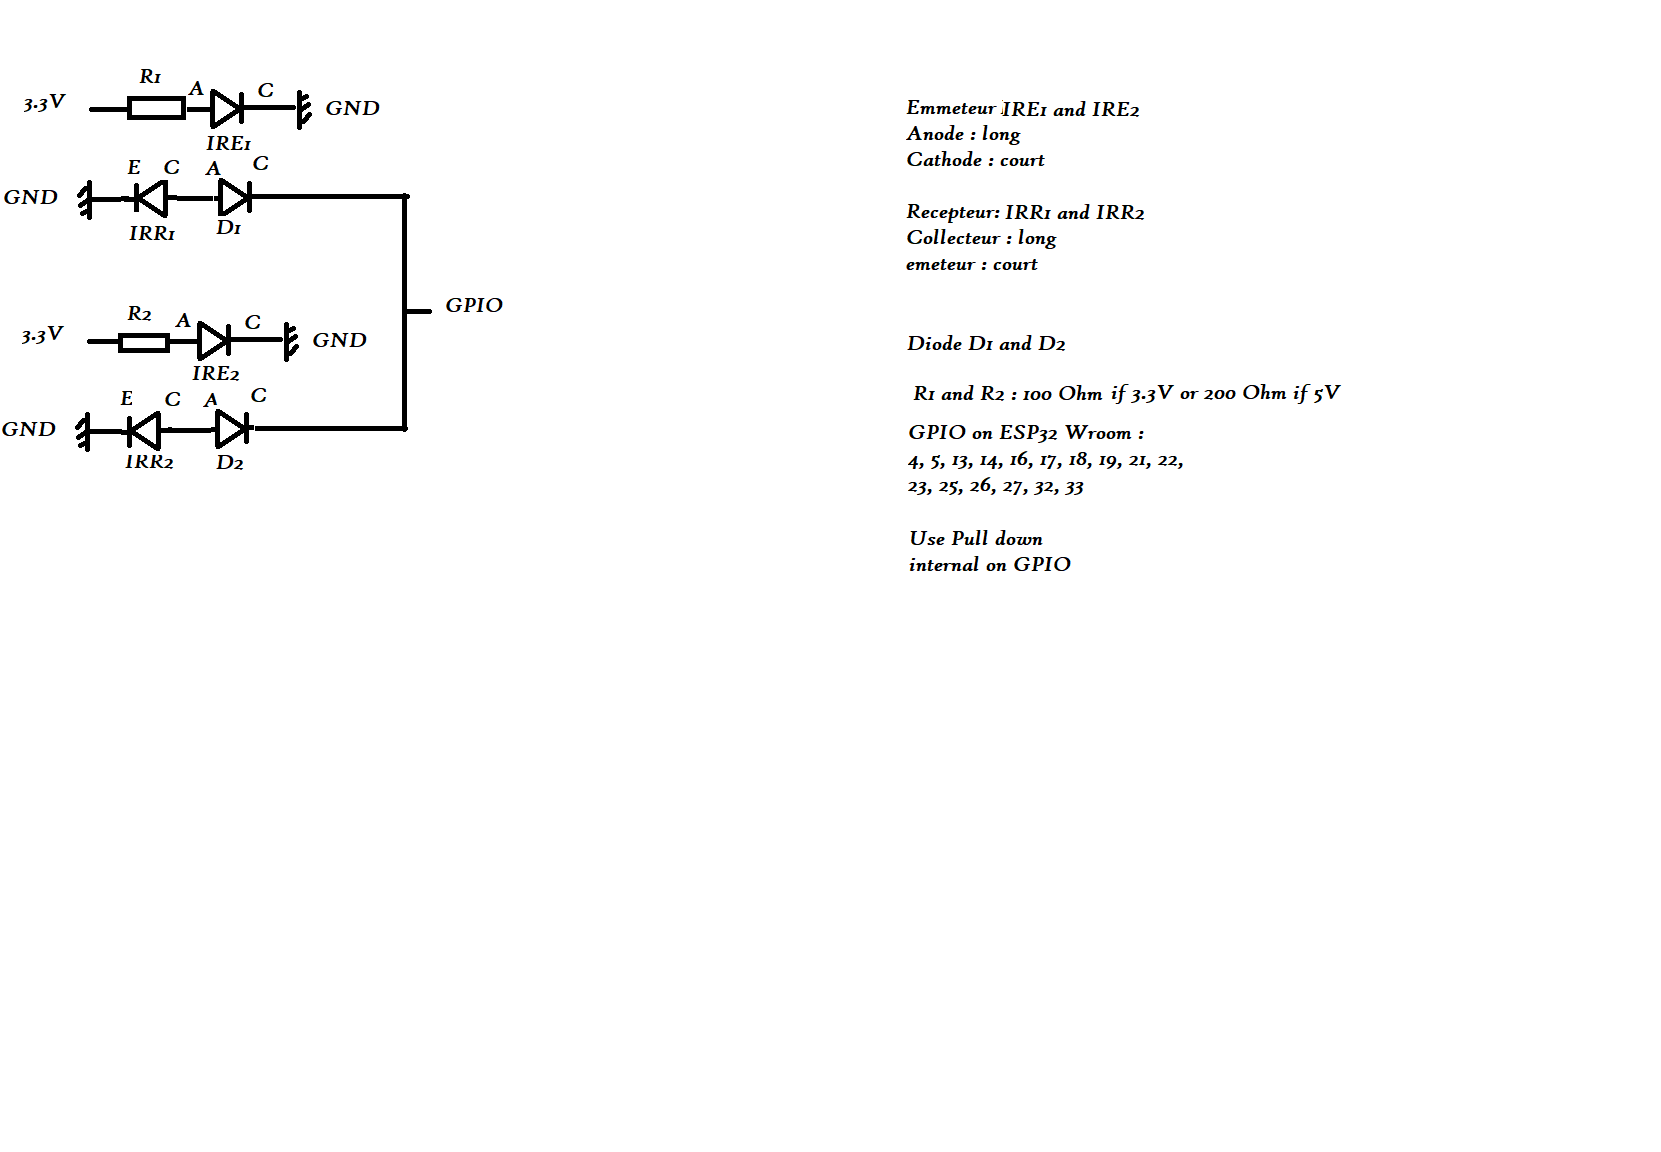 R1
A
C
3.3V
GND
IRE1
E
C
A
C
GND
IRR1
D1
GPIO
R2
A
C
3.3V
GND
IRE2
E
C
A
C
GND
IRR2
D2
Emmeteur IRE1 and IRE2
Anode : long
Cathode : court
Recepteur: IRR1 and IRR2
Collecteur : long
emeteur : court
Diode D1 and D2
R1 and R2 : 100 Ohm if 3.3V or 200 Ohm if 5V
GPIO on ESP32 Wroom :
4, 5, 13, 14, 16, 17, 18, 19, 21, 22,
23, 25, 26, 27, 32, 33
Use Pull down
internal on GPIO